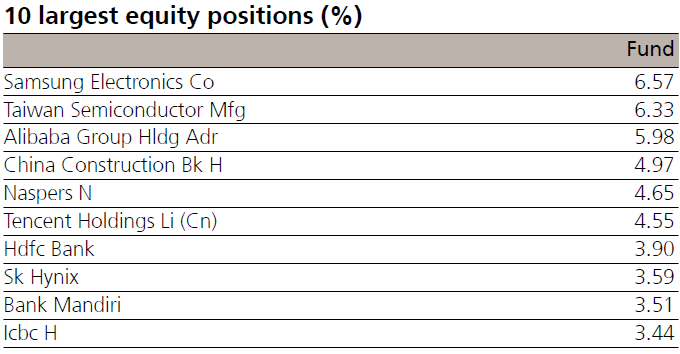 10 largest equity positions (%)
Fund
Samsung Electronics Co 6.57
Taiwan Semiconductor Mfg 6.33
Alibaba Group Hldg Adr 5.98
China Construction Bk H 4.97
Naspers N 4.65
Tencent Holdings Li (Cn) 4.55
Hdfc Bank 3.90
Sk Hynix 3.59
Bank Mandiri 3.51
Icbc H 3.44